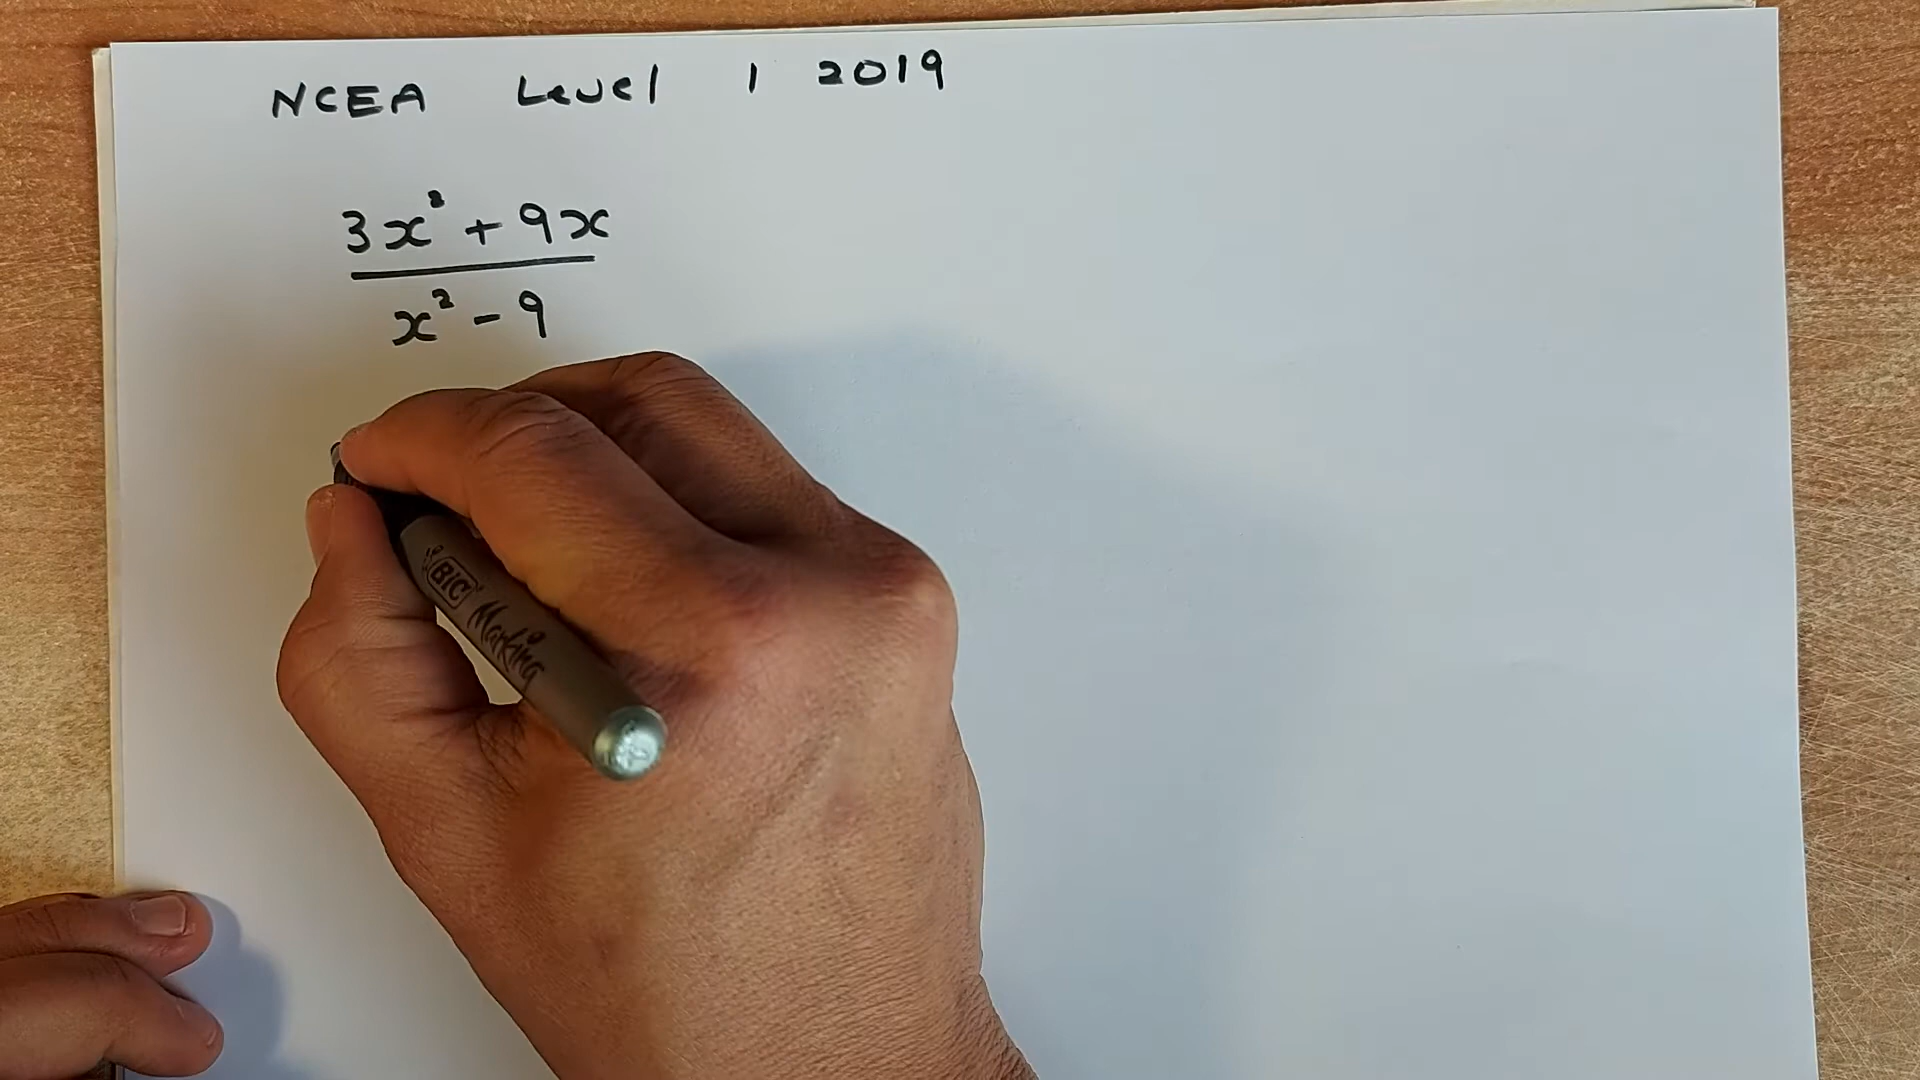 NCEA Level 1 2019
3x² + 9x
x² - 9
BIC Marking